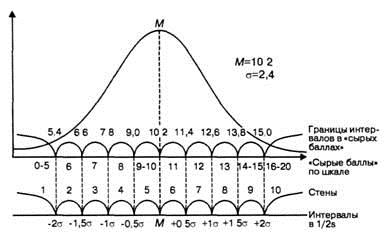 M
M=10 2
σ=2,4
5,4 6 6 7 8 9,0 10 2 11,4 12,6 13,8 15,0
Границы интер-
валов в «сырых
баллах»
0-5 6 7 8 9-10 11 12 13 14-15 16-20
«Сырые баллы»
по шкале
1 2 3 4 5 6 7 8 9 10
Стены
-2σ -1,5σ -1σ -0,5σ M +0 5σ +1σ +1 5σ +2σ
Интервалы
в 1/2s